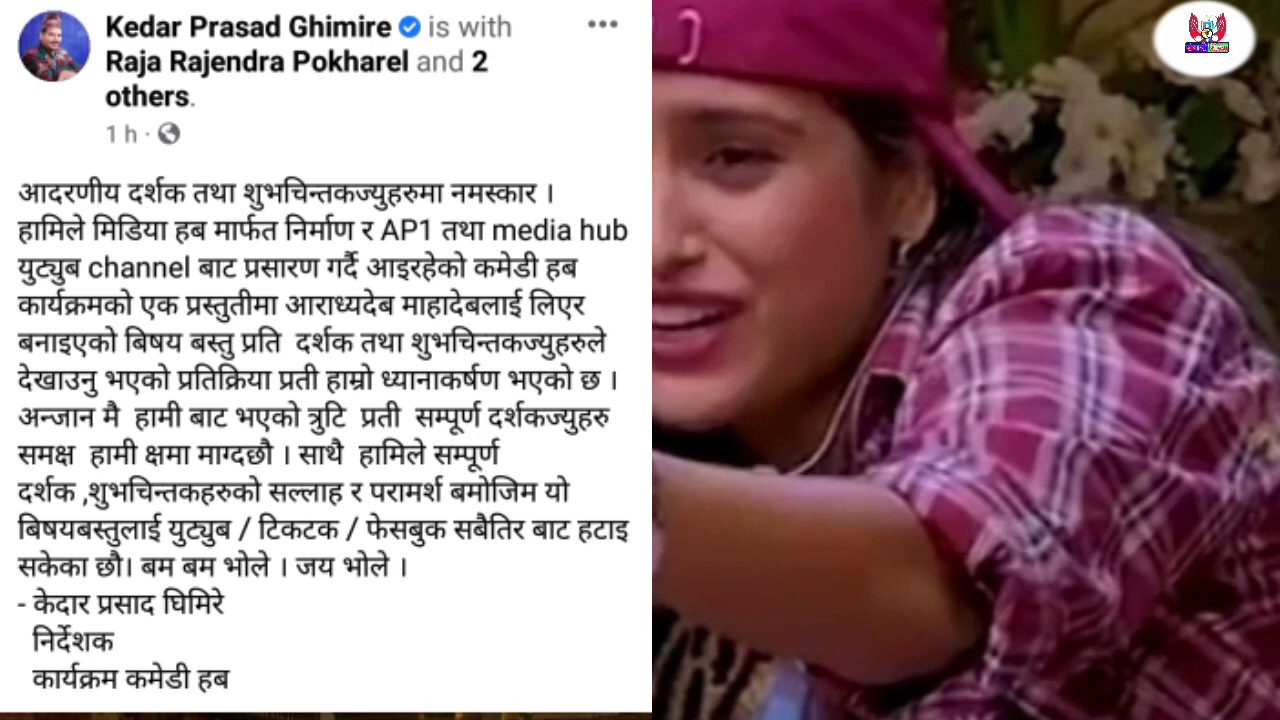 Kedar Prasad Ghimire is with
Raja Rajendra Pokharel and 2
others.
1 h ·
आदरणीय दर्शक तथा शुभचिन्तकज्युहरुमा नमस्कार ।
हामिले मिडिया हब मार्फत निर्माण र AP1 तथा media hub
युट्युब channel बाट प्रसारण गर्दै आइरहेको कमेडी हब
कार्यक्रमको एक प्रस्तुतीमा आराध्यदेब माहादेबलाई लिएर
बनाइएको बिषय बस्तु प्रति दर्शक तथा शुभचिन्तकज्युहरुले
देखाउनु भएको प्रतिक्रिया प्रती हाम्रो ध्यानाकर्षण भएको छ ।
अन्जान मै हामी बाट भएको त्रुटि प्रती सम्पूर्ण दर्शकज्युहरु
समक्ष हामी क्षमा माग्दछौ । साथै हामिले सम्पूर्ण
दर्शक ,शुभचिन्तकहरुको सल्लाह र परामर्श बमोजिम यो
बिषयबस्तुलाई युट्युब / टिकटक / फेसबुक सबैतिर बाट हटाइ
सकेका छौ। बम बम भोले । जय भोले ।
- केदार प्रसाद घिमिरे
निर्देशक
कार्यक्रम कमेडी हब